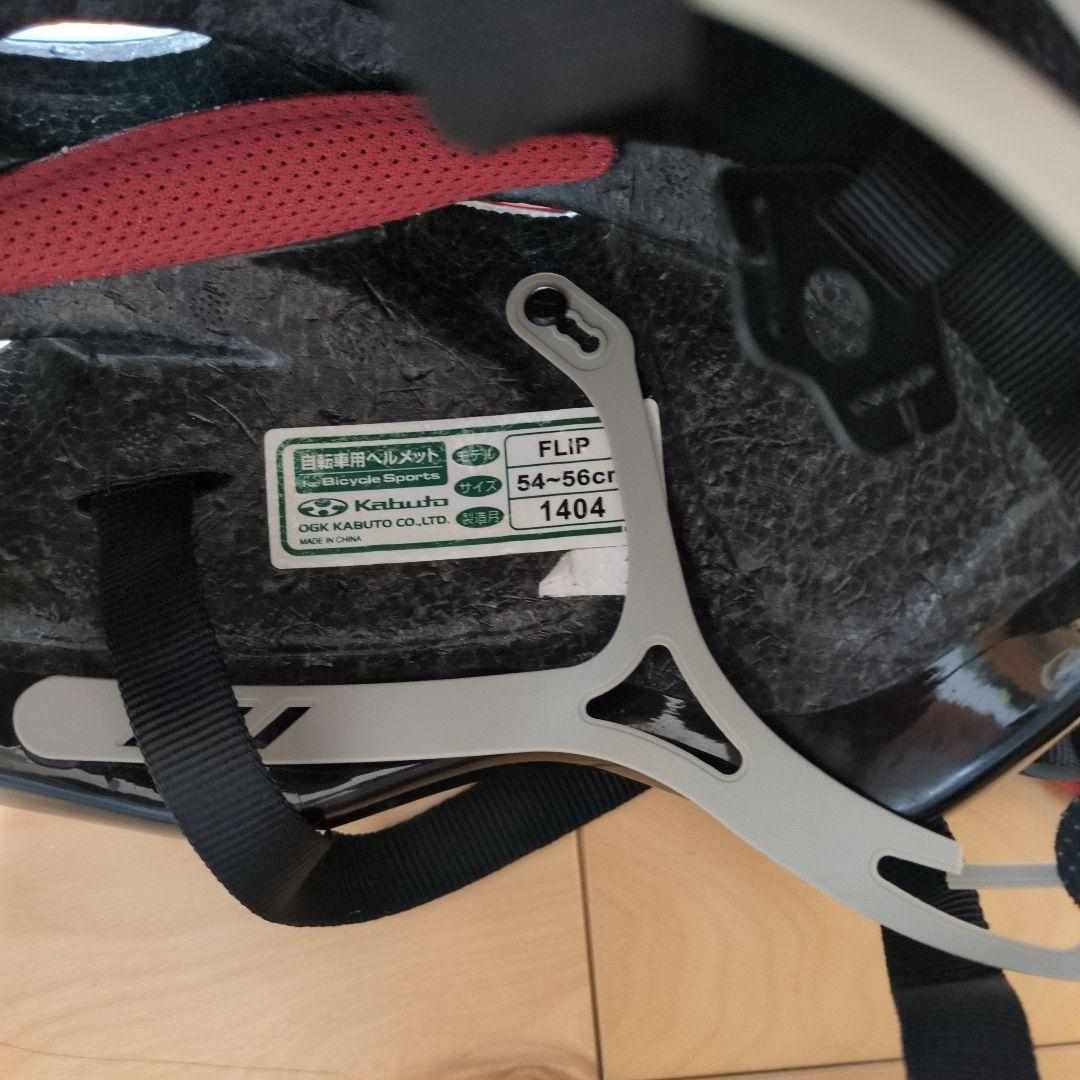 自転車用ヘルメット
for Bicycle Sports
Kabuto
OGK KABUTO CO.,LTD.
MADE IN CHINA
モデル FLIP
サイズ 54~56cm
製造月 1404